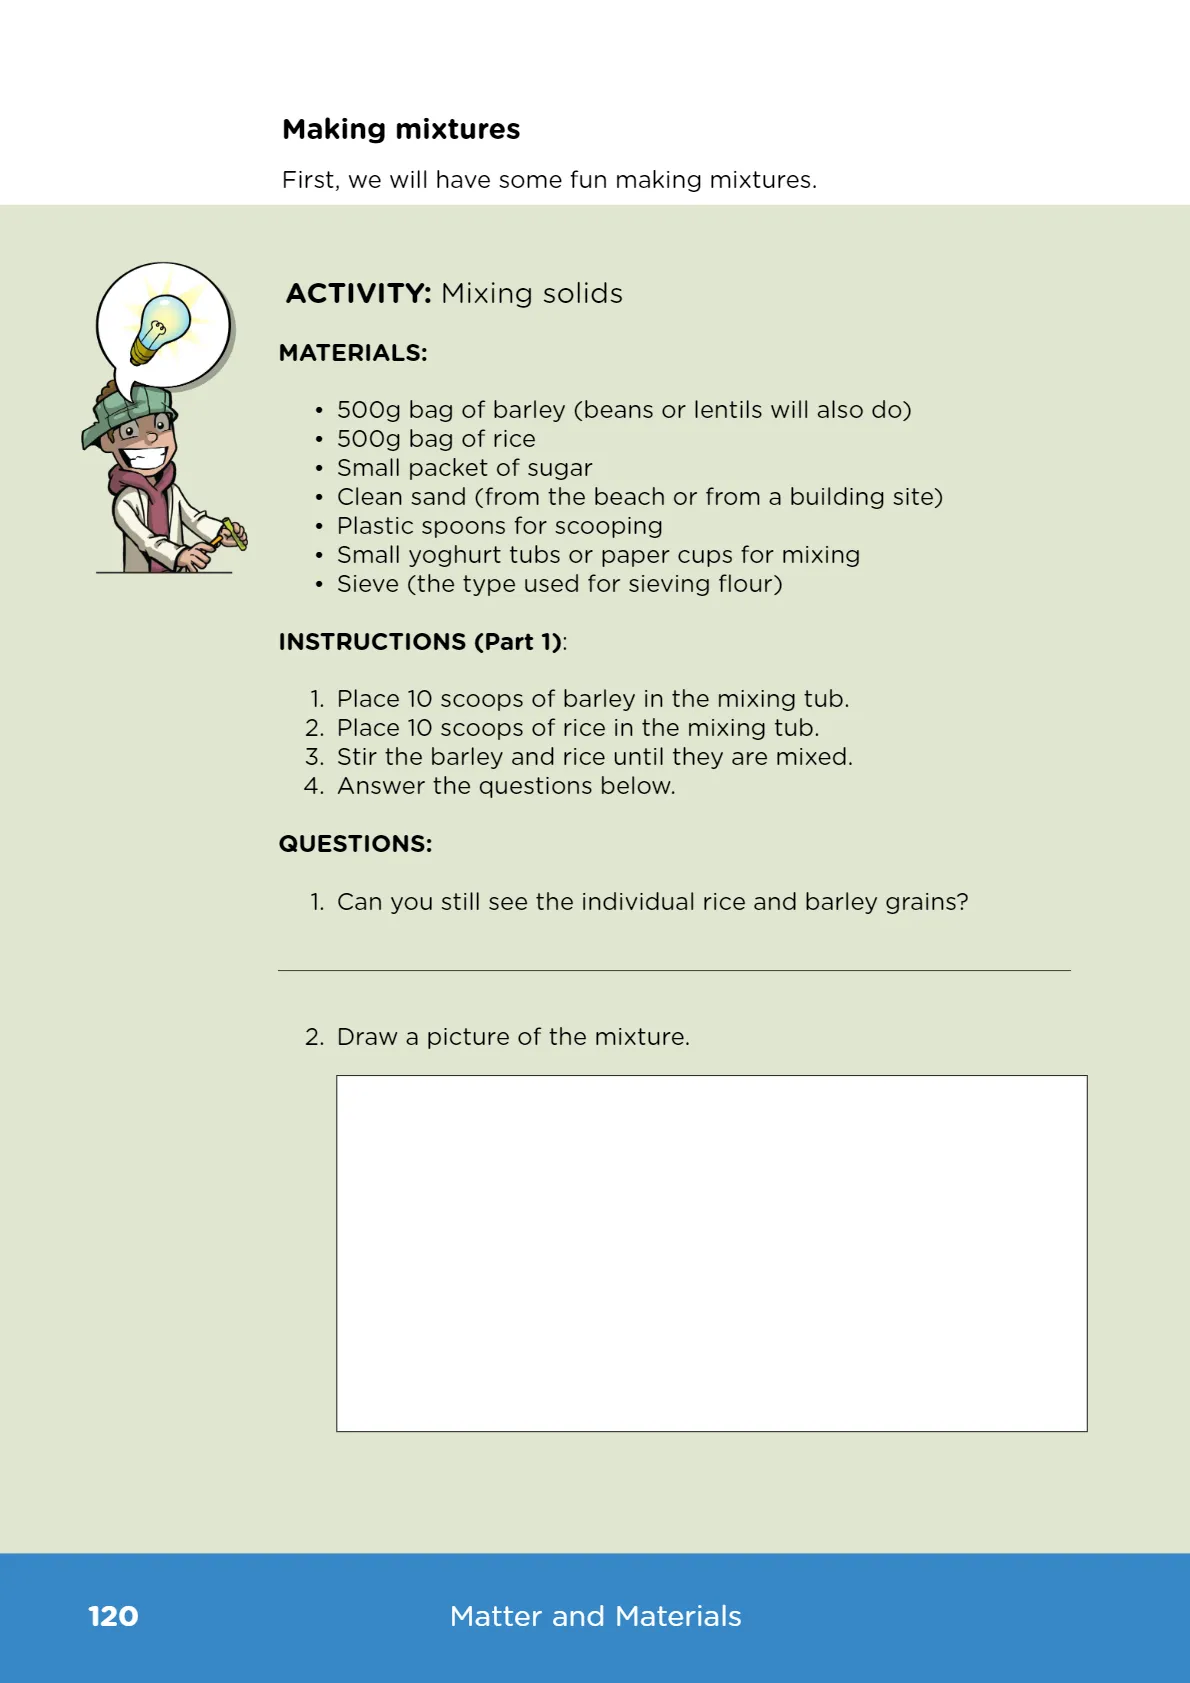 Making mixtures
First, we will have some fun making mixtures.
ACTIVITY: Mixing solids
MATERIALS:
• 500g bag of barley (beans or lentils will also do)
• 500g bag of rice
• Small packet of sugar
• Clean sand (from the beach or from a building site)
• Plastic spoons for scooping
• Small yoghurt tubs or paper cups for mixing
• Sieve (the type used for sieving flour)
INSTRUCTIONS (Part 1):
1. Place 10 scoops of barley in the mixing tub.
2. Place 10 scoops of rice in the mixing tub.
3. Stir the barley and rice until they are mixed.
4. Answer the questions below.
QUESTIONS:
1. Can you still see the individual rice and barley grains?
2. Draw a picture of the mixture.
120
Matter and Materials